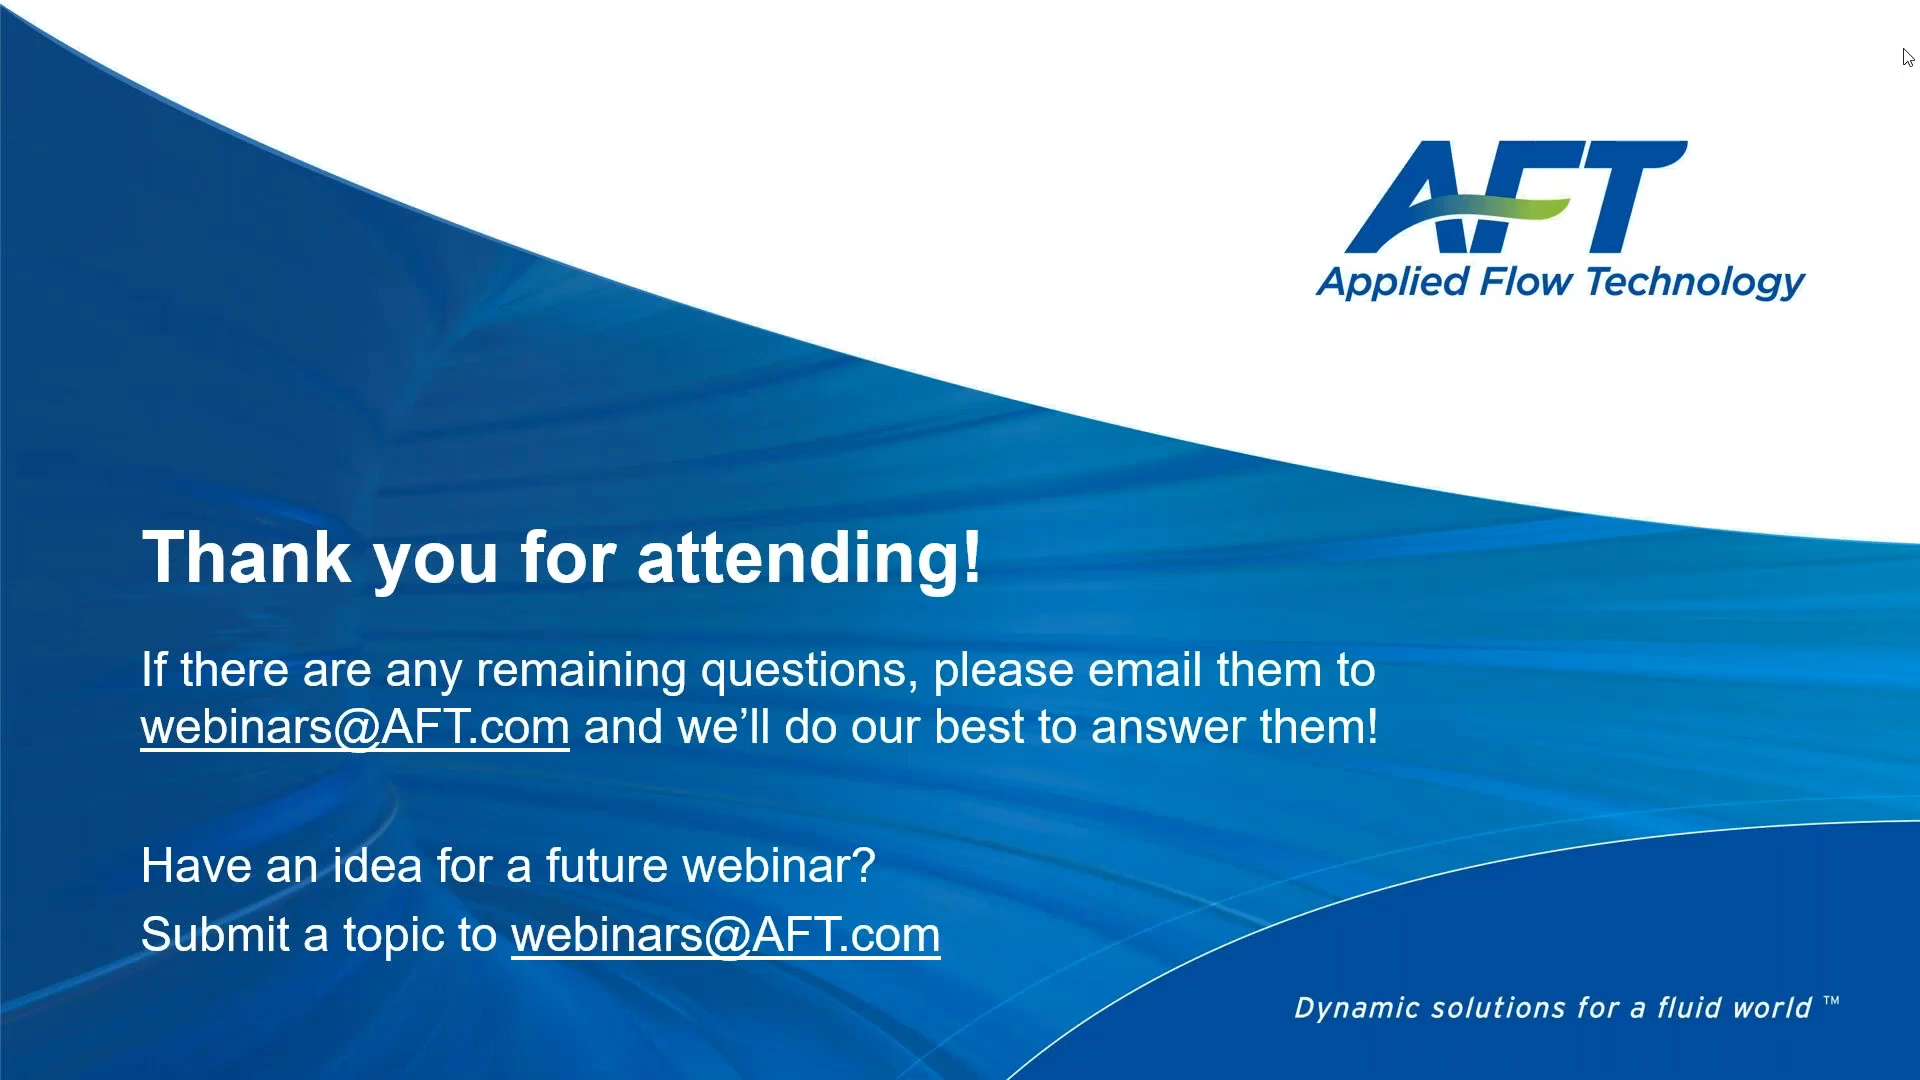 AFT
Applied Flow Technology
Thank you for attending!
If there are any remaining questions, please email them to
webinars@AFT.com and we’ll do our best to answer them!
Have an idea for a future webinar?
Submit a topic to webinars@AFT.com
Dynamic solutions for a fluid world ™